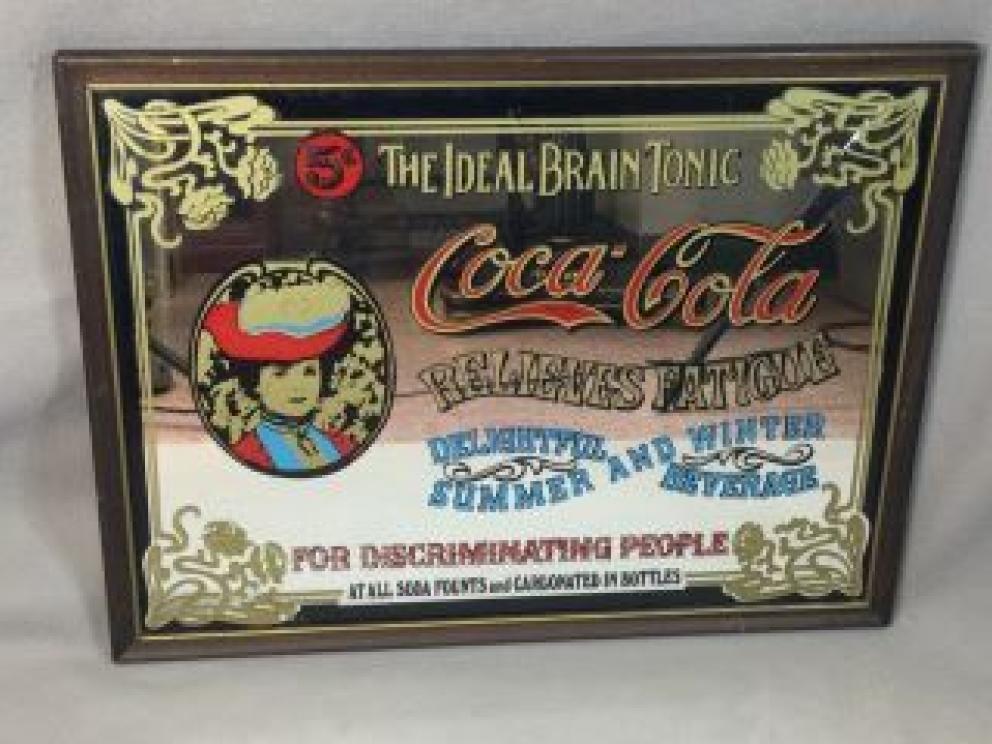 5¢ THE IDEAL BRAIN TONIC
Coca-Cola
RELIEVES FATIGUE
DELIGHTFUL
SUMMER AND WINTER
BEVERAGE
FOR DISCRIMINATING PEOPLE
AT ALL SODA FOUNTS and CARBONATED IN BOTTLES